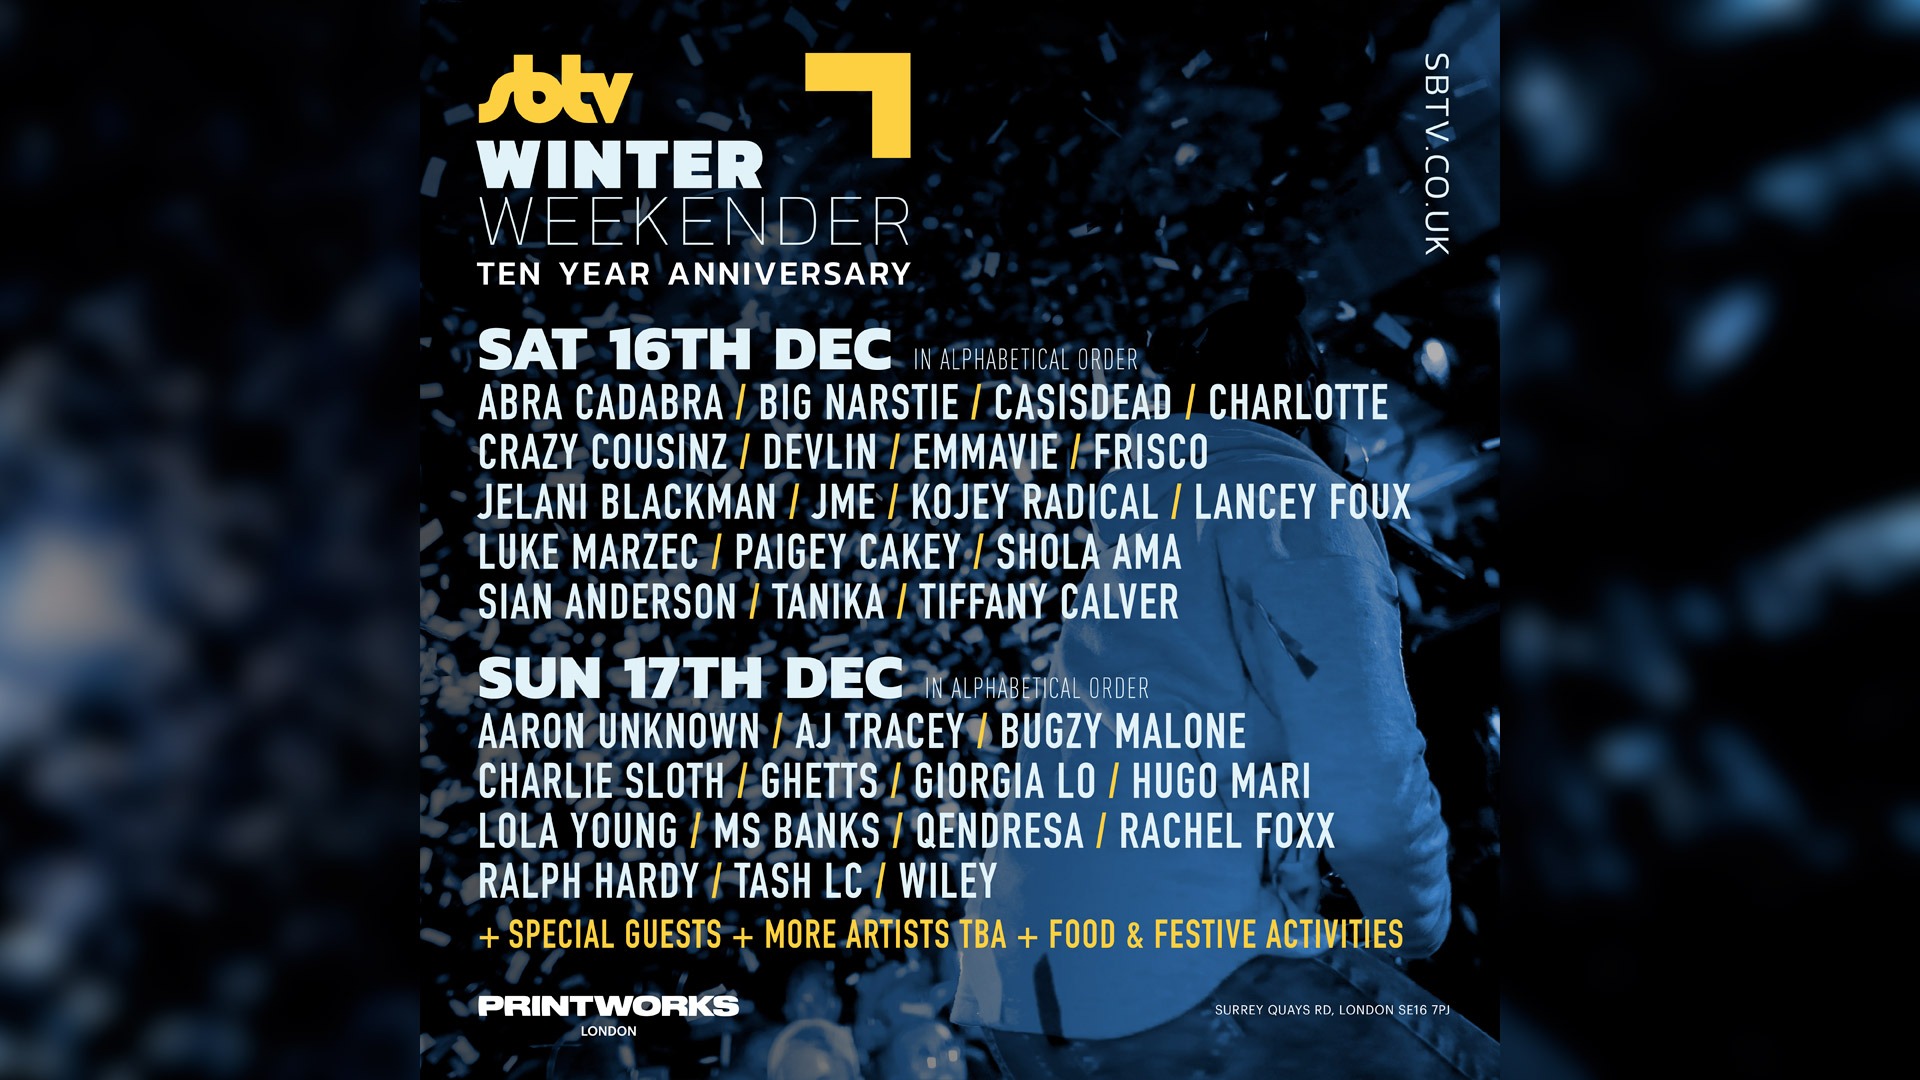 sbtv
WINTER
WEEKENDER
TEN YEAR ANNIVERSARY
SBTV.CO.UK
SAT 16TH DEC IN ALPHABETICAL ORDER
ABRA CADABRA / BIG NARSTIE / CASISDEAD / CHARLOTTE
CRAZY COUSINZ / DEVLIN / EMMAVIE / FRISCO
JELANI BLACKMAN / JME / KOJEY RADICAL / LANCEY FOUX
LUKE MARZEC / PAIGEY CAKEY / SHOLA AMA
SIAN ANDERSON / TANIKA / TIFFANY CALVER
SUN 17TH DEC IN ALPHABETICAL ORDER
AARON UNKNOWN / AJ TRACEY / BUGZY MALONE
CHARLIE SLOTH / GHETTS / GIORGIA LO / HUGO MARI
LOLA YOUNG / MS BANKS / QENDRESA / RACHEL FOXX
RALPH HARDY / TASH LC / WILEY
+ SPECIAL GUESTS + MORE ARTISTS TBA + FOOD & FESTIVE ACTIVITIES
PRINTWORKS
LONDON
SURREY QUAYS RD, LONDON SE16 7PJ